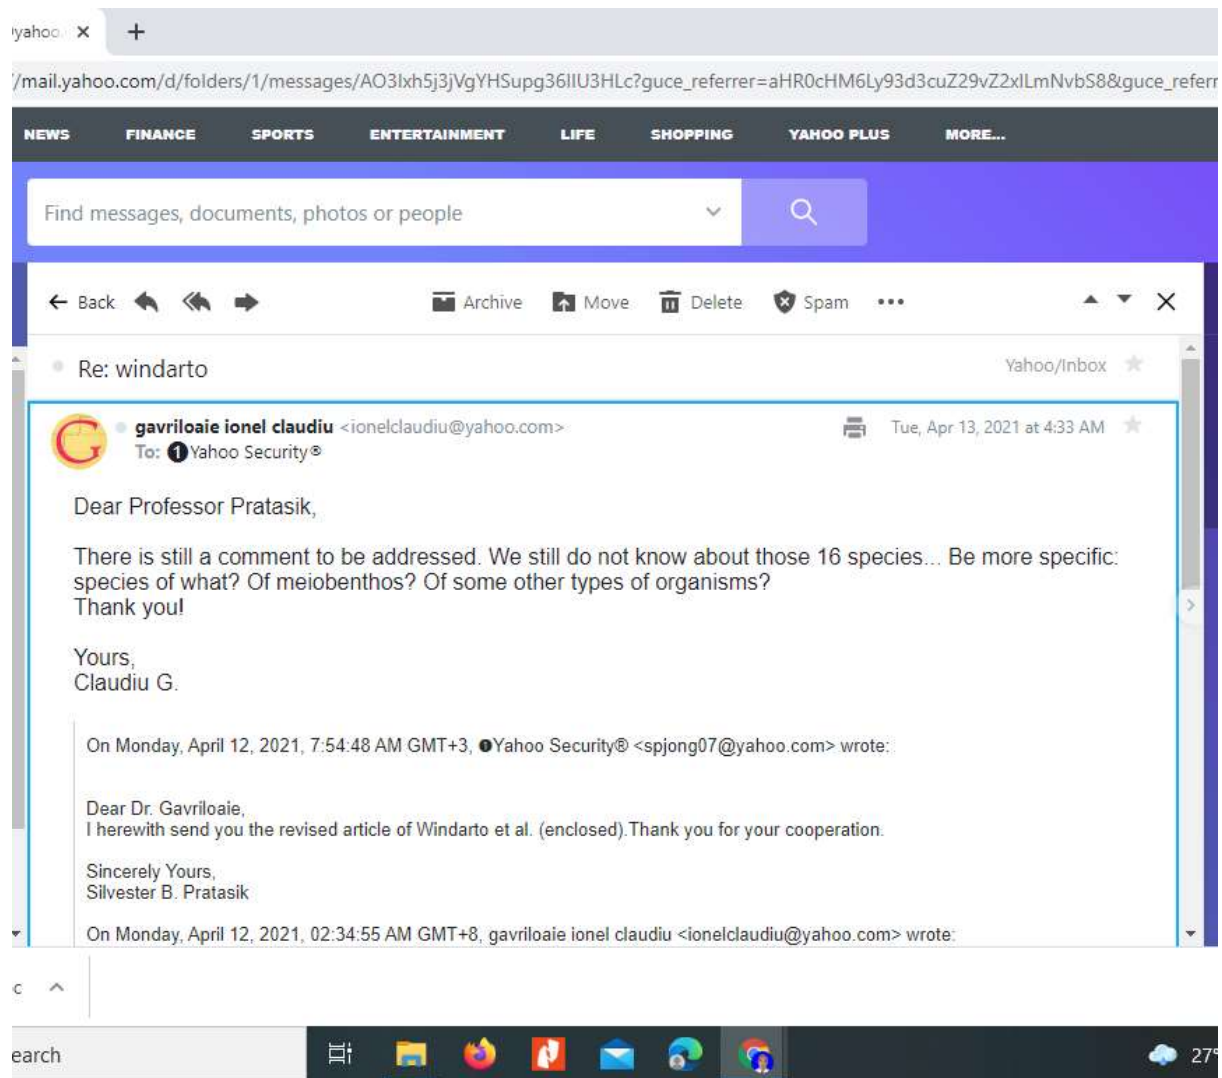 yahoo.
mail.yahoo.com/d/folders/1/messages/AO3Ixh5j3jVgYHSupg36IIU3HLc?guce_referrer=aHR0cHM6Ly93d3cuZ29vZ2xlLmNvbS8&guce_referr
NEWS FINANCE SPORTS ENTERTAINMENT LIFE SHOPPING YAHOO PLUS MORE...
Find messages, documents, photos or people
Back Archive Move Delete Spam
Re: windarto Yahoo/Inbox
G gavriloaie ionel claudiu <ionelclaudiu@yahoo.com> Tue, Apr 13, 2021 at 4:33 AM
To: ❶Yahoo Security®
Dear Professor Pratasik,
There is still a comment to be addressed. We still do not know about those 16 species... Be more specific:
species of what? Of meiobenthos? Of some other types of organisms?
Thank you!
Yours,
Claudiu G.
On Monday, April 12, 2021, 7:54:48 AM GMT+3, ❶Yahoo Security® <spjong07@yahoo.com> wrote:
Dear Dr. Gavriloaie,
I herewith send you the revised article of Windarto et al. (enclosed).Thank you for your cooperation.
Sincerely Yours,
Silvester B. Pratasik
On Monday, April 12, 2021, 02:34:55 AM GMT+8, gavriloaie ionel claudiu <ionelclaudiu@yahoo.com> wrote:
c
earch 27°